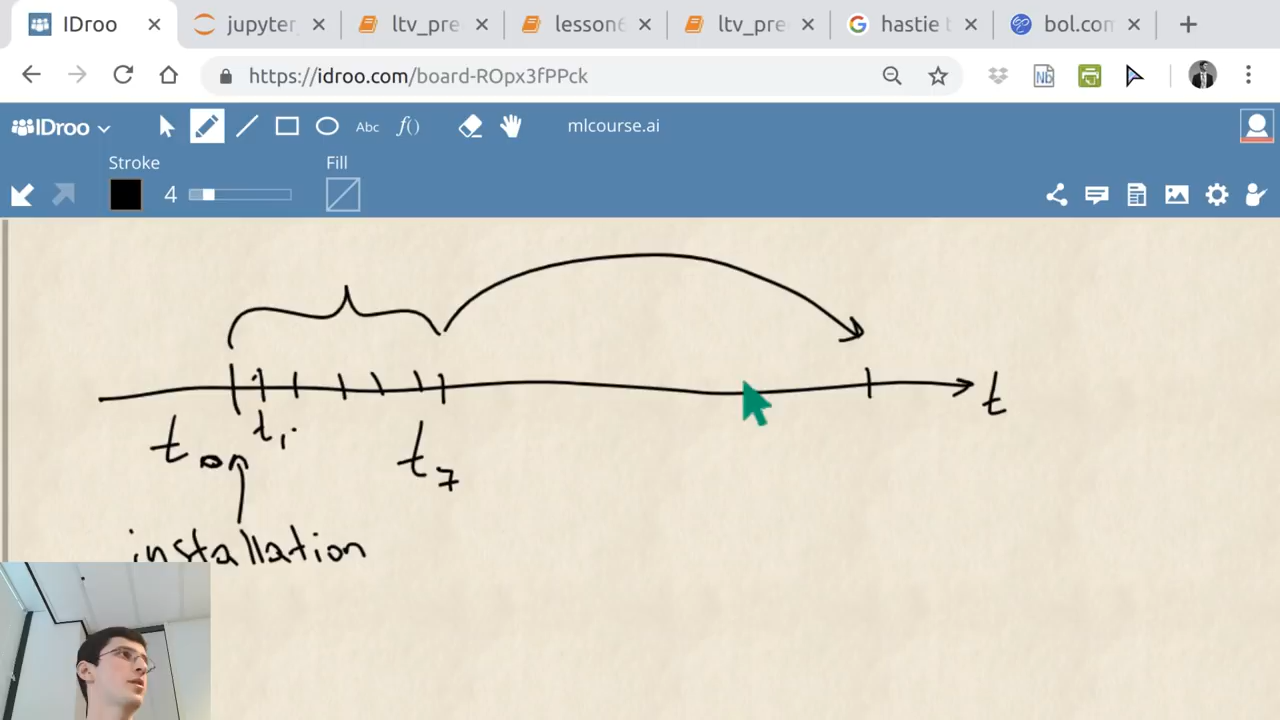 IDroo
jupyter_
ltv_pre
lesson6
ltv_pre
hastie b
bol.com
https://idroo.com/board-ROpx3fPPck
IDroo
Abc
f()
mlcourse.ai
Stroke
Fill
4
t
t₀
t₁
t₇
installation